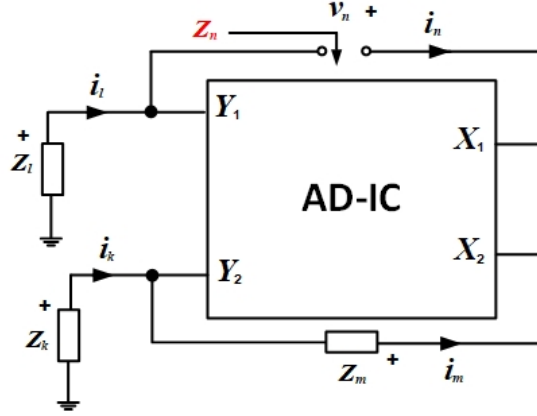 v_n +
Z_n
i_n
i_l
+
Z_l
Y_1
X_1
AD-IC
i_k
+
Z_k
Y_2
X_2
Z_m +
i_m